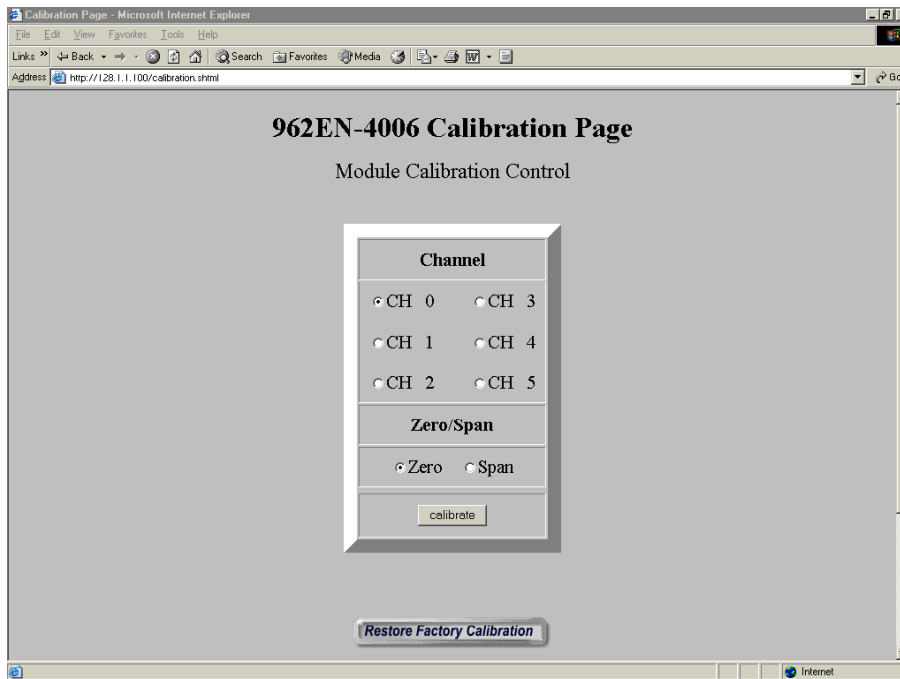 Calibration Page - Microsoft Internet Explorer
File Edit View Favorites Tools Help
Links » Back Search Favorites Media
Address http://128.1.1.100/calibration.shtml Go
962EN-4006 Calibration Page
Module Calibration Control
Channel
CH 0 CH 3
CH 1 CH 4
CH 2 CH 5
Zero/Span
Zero Span
calibrate
Restore Factory Calibration
Internet